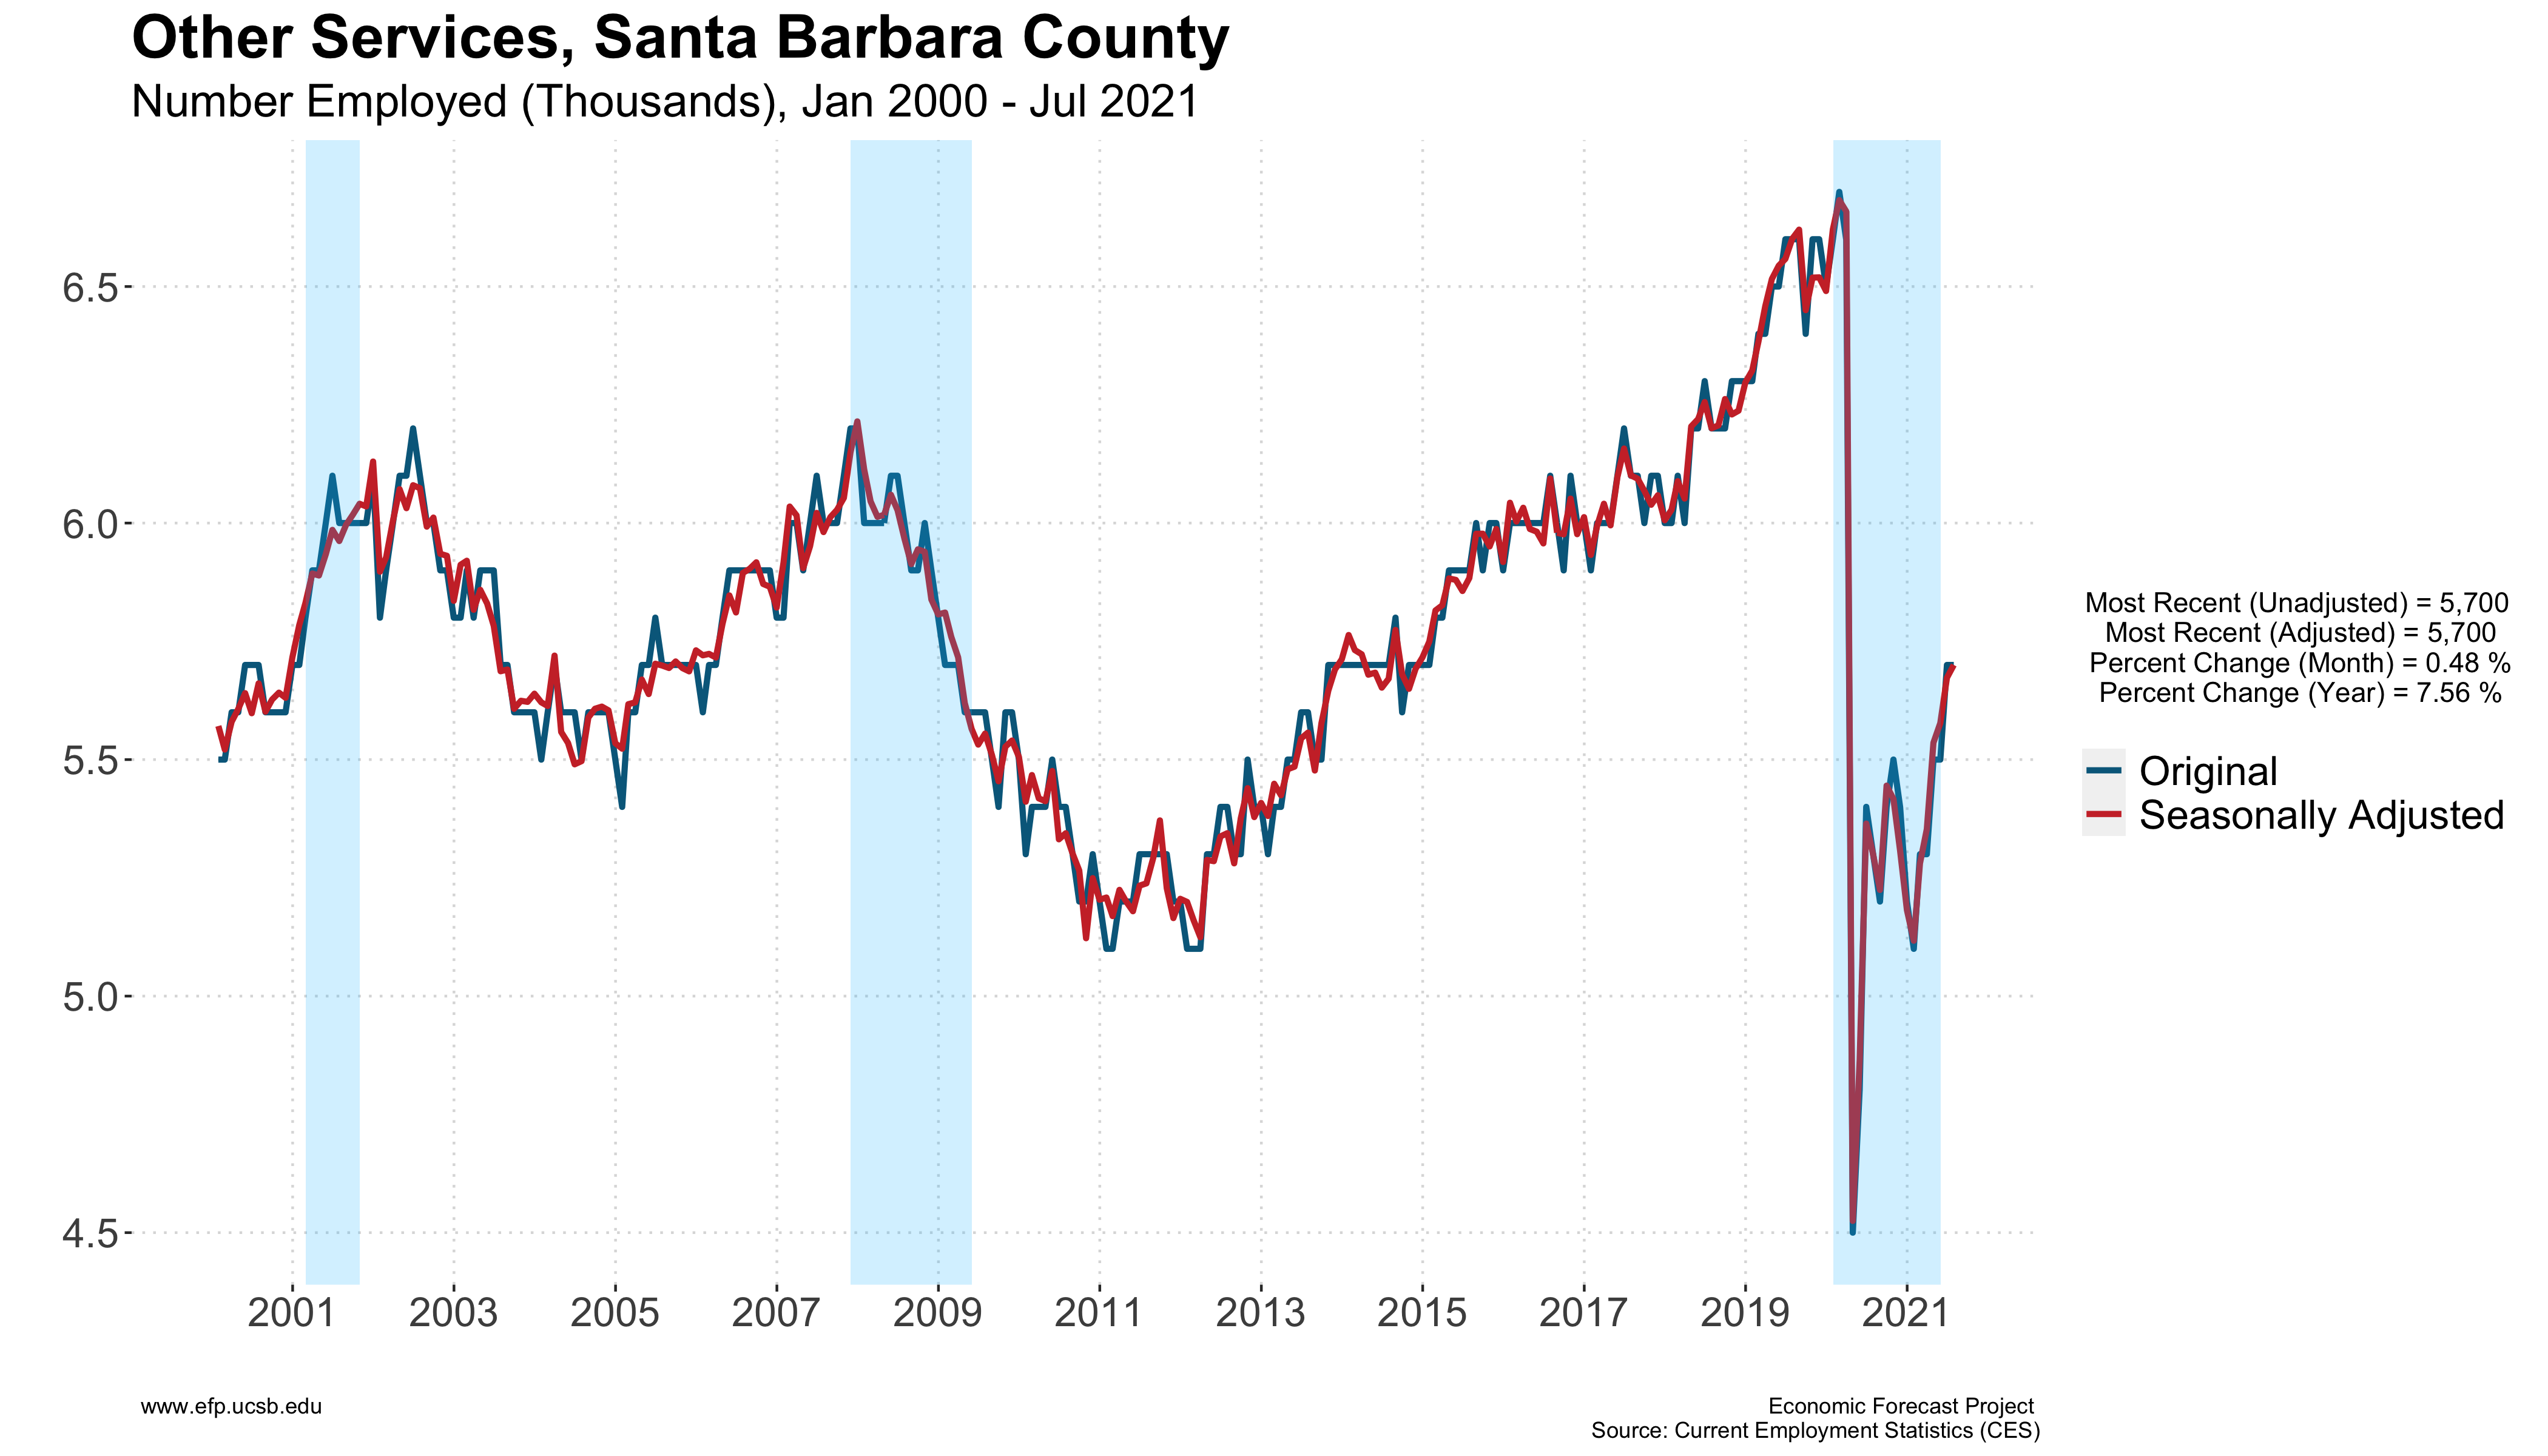 Other Services, Santa Barbara County
Number Employed (Thousands), Jan 2000 - Jul 2021
6.5
6.0
5.5
5.0
4.5
2001 2003 2005 2007 2009 2011 2013 2015 2017 2019 2021
Most Recent (Unadjusted) = 5,700
Most Recent (Adjusted) = 5,700
Percent Change (Month) = 0.48 %
Percent Change (Year) = 7.56 %
Original
Seasonally Adjusted
www.efp.ucsb.edu
Economic Forecast Project
Source: Current Employment Statistics (CES)